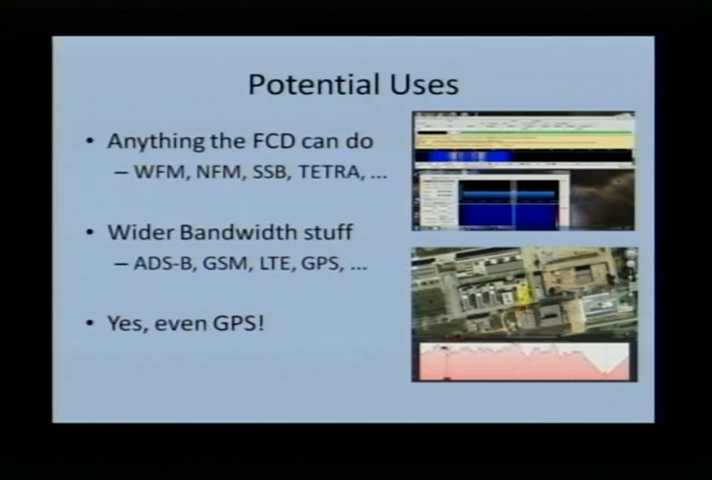 Potential Uses
• Anything the FCD can do
– WFM, NFM, SSB, TETRA, ...
• Wider Bandwidth stuff
– ADS-B, GSM, LTE, GPS, ...
• Yes, even GPS!